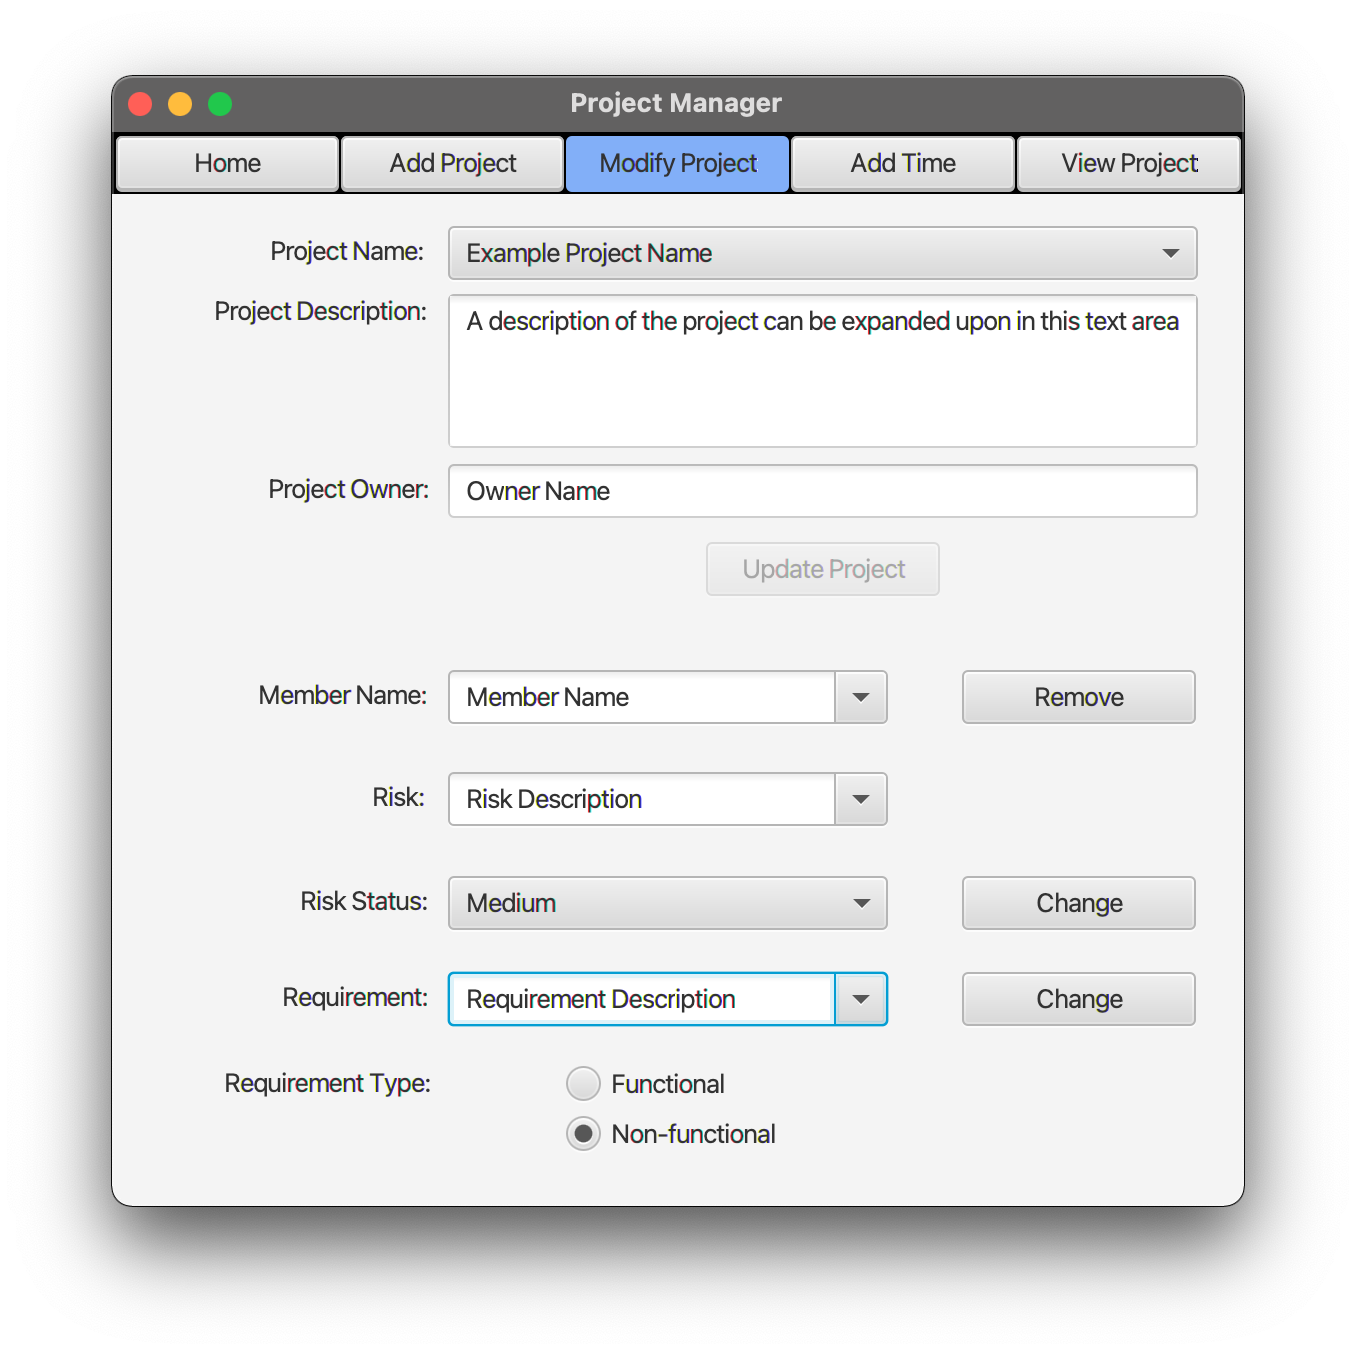 Project Manager
Home Add Project Modify Project Add Time View Project
Project Name: Example Project Name
Project Description: A description of the project can be expanded upon in this text area
Project Owner: Owner Name
Update Project
Member Name: Member Name Remove
Risk: Risk Description
Risk Status: Medium Change
Requirement: Requirement Description Change
Requirement Type: Functional
Non-functional